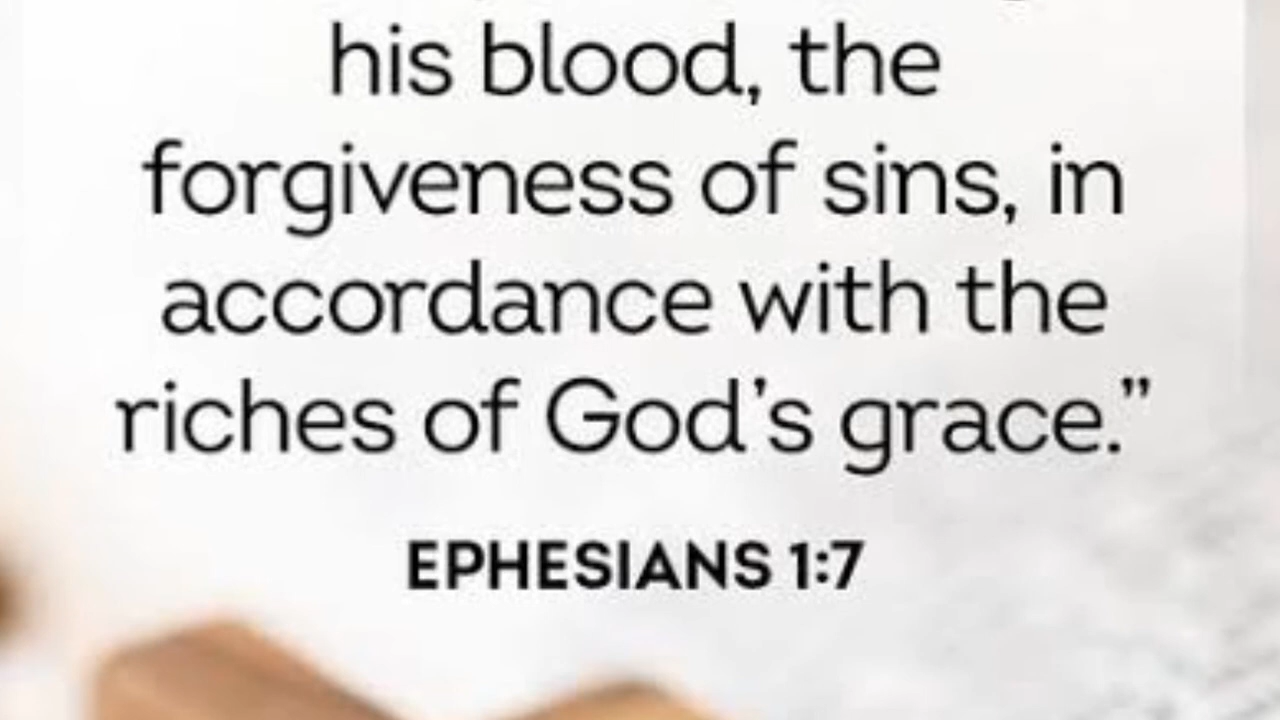 his blood, the
forgiveness of sins, in
accordance with the
riches of God’s grace.”
EPHESIANS 1:7